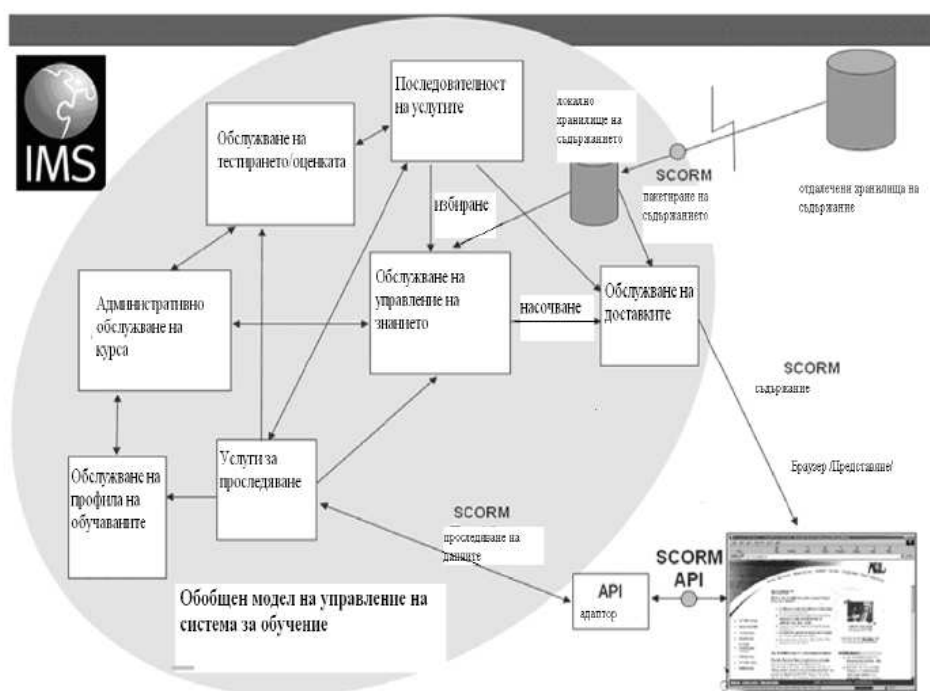 IMS
Последователност
на услугите
Обслужване на
тестирането/оценката
локално
хранилище на
съдържанието
SCORM
пакетиране на
съдържанието
отдалечени хранилища на
съдържание
избиране
Административно
обслужване на
курса
Обслужване на
управление на
знанието
насочване
Обслужване на
доставките
SCORM
съдържание
Обслужване на
профила на
обучаваните
Услуги за
проследяване
Браузер /Представяне/
SCORM
проследяване на
данните
SCORM
API
API
адаптор
Обобщен модел на управление на
система за обучение